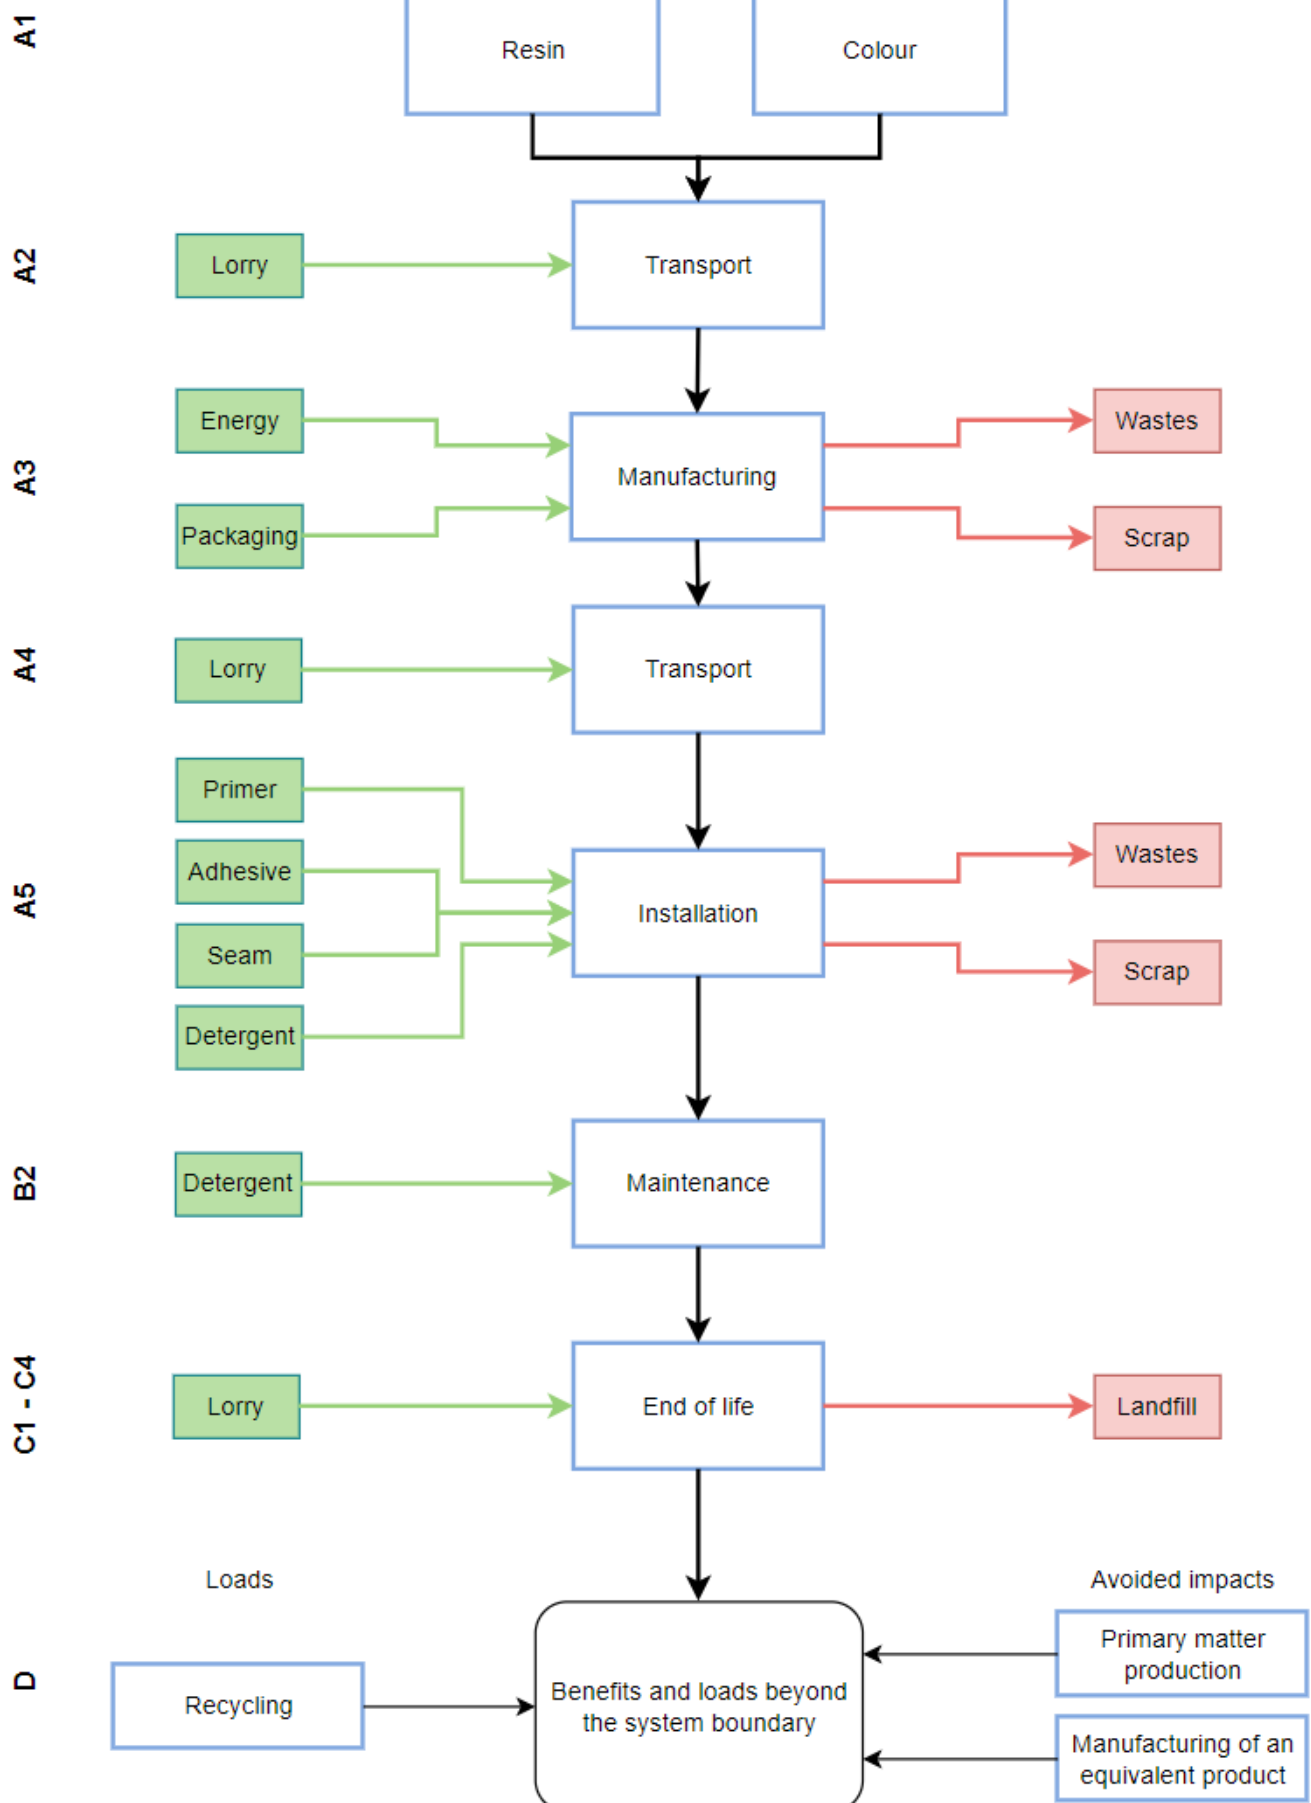 A1
Resin
Colour
A2
Lorry
Transport
A3
Energy
Packaging
Manufacturing
Wastes
Scrap
A4
Lorry
Transport
A5
Primer
Adhesive
Seam
Detergent
Installation
Wastes
Scrap
B2
Detergent
Maintenance
C1 - C4
Lorry
End of life
Landfill
D
Loads
Recycling
Benefits and loads beyond
the system boundary
Avoided impacts
Primary matter
production
Manufacturing of an
equivalent product